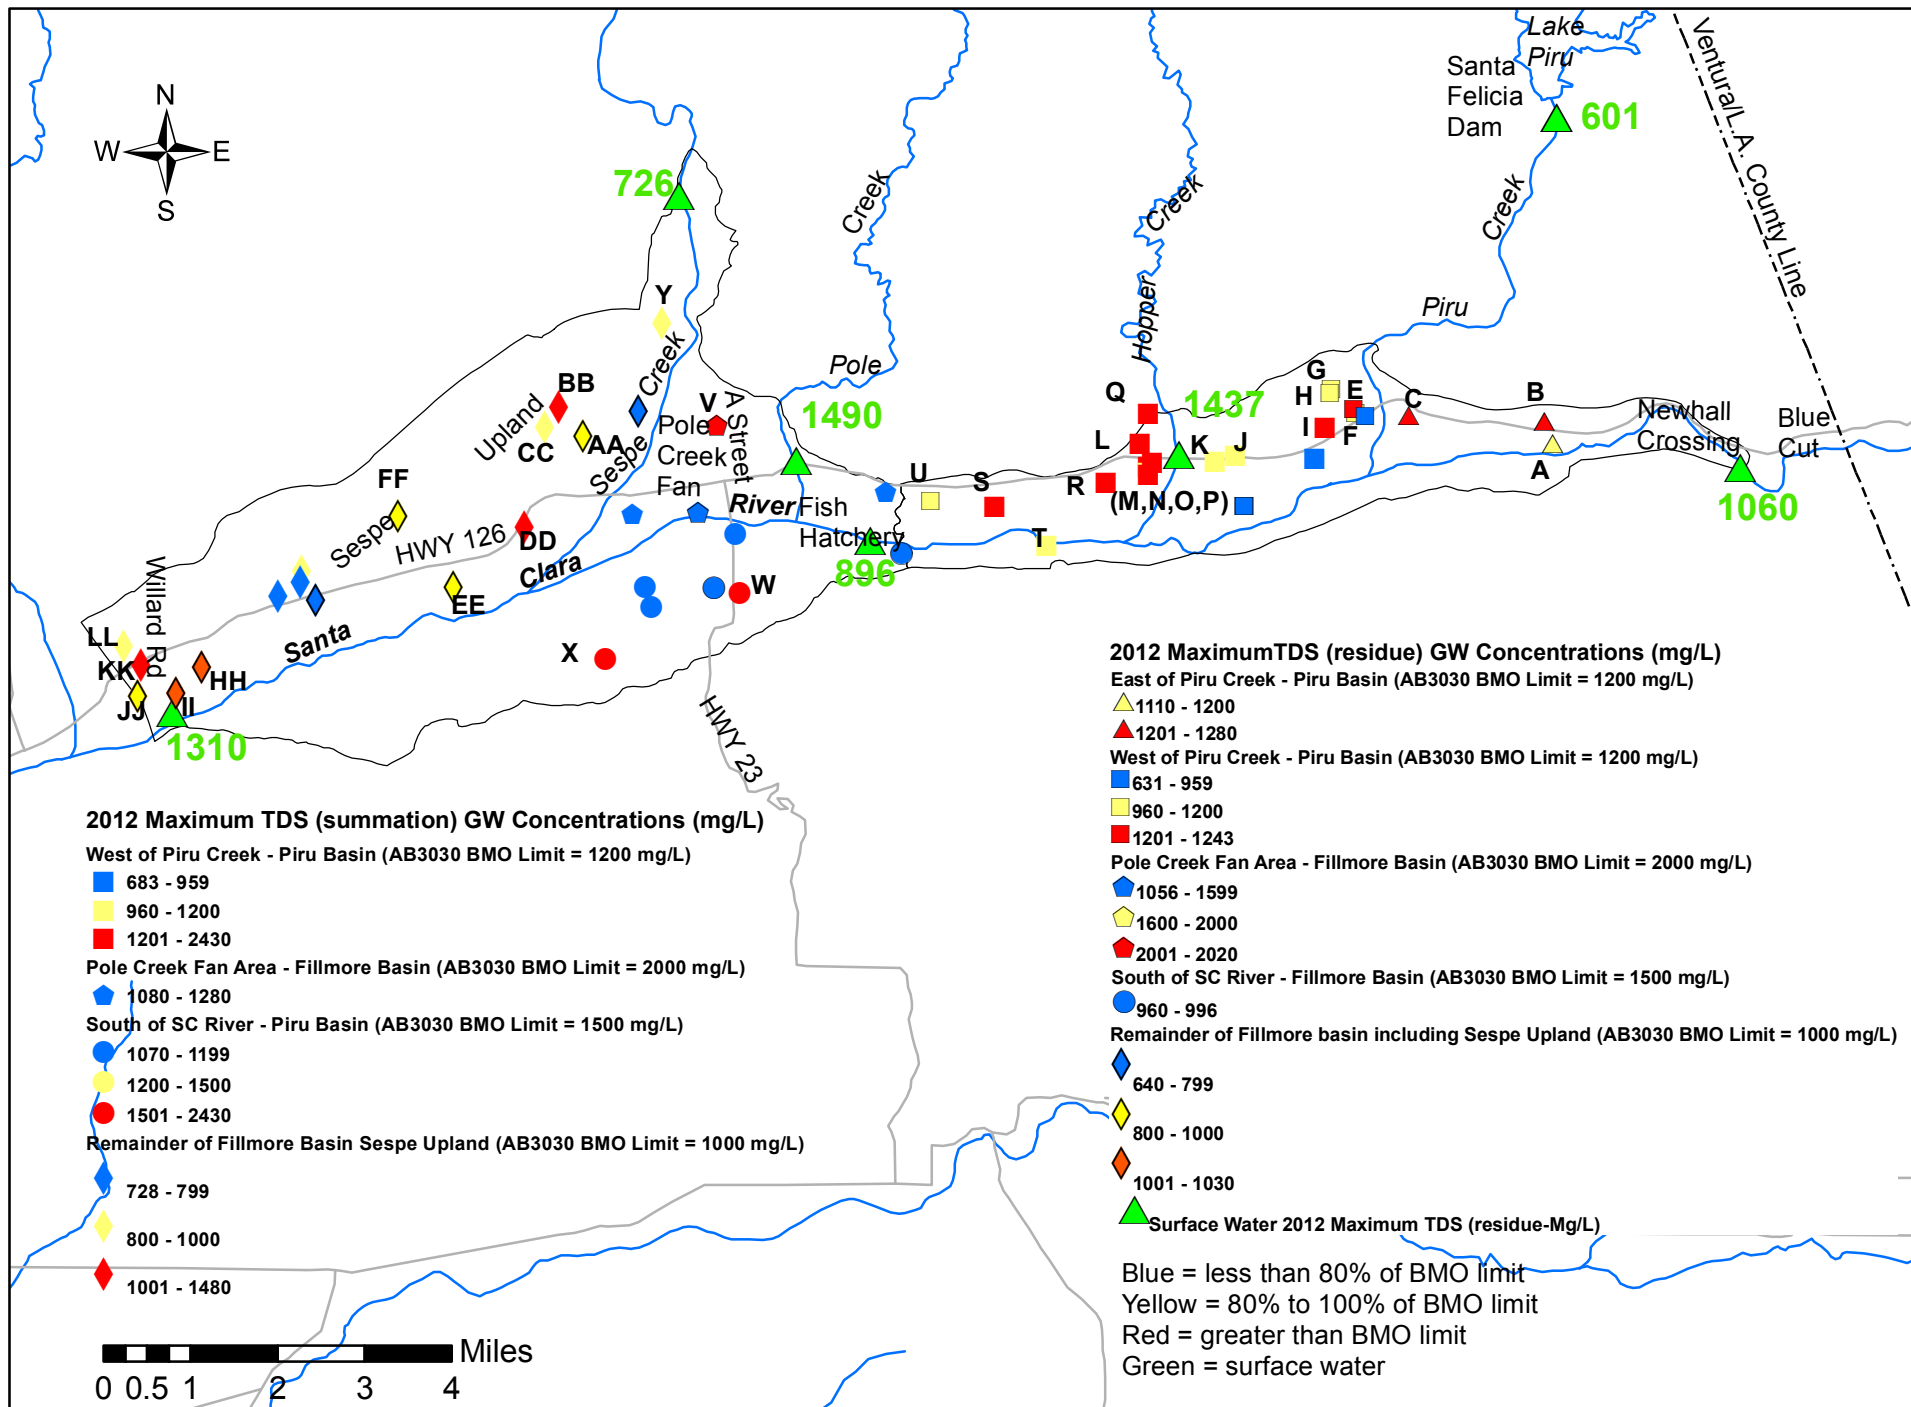 Lake
Piru
Santa
Felicia
Dam
601
Ventura/L.A. County Line
N
W E
S
726
Creek
Creek
Creek
Hopper
Piru
Pole
Y
Creek
Sespe
BB
Upland
CC
AA
V
Pole
Creek
Fan
A Street
1490
Q
1437
G
H
E
I
F
C
B
Newhall
Crossing
Blue
Cut
L
K
J
A
1060
FF
Sespe
HWY 126
DD
River
Fish
Hatchery
U
S
R
(M,N,O,P)
T
896
Clara
EE
Willard Rd
Santa
W
X
LL
KK
HH
JJ
II
1310
HWY 23
2012 Maximum TDS (summation) GW Concentrations (mg/L)
West of Piru Creek - Piru Basin (AB3030 BMO Limit = 1200 mg/L)
683 - 959
960 - 1200
1201 - 2430
Pole Creek Fan Area - Fillmore Basin (AB3030 BMO Limit = 2000 mg/L)
1080 - 1280
South of SC River - Piru Basin (AB3030 BMO Limit = 1500 mg/L)
1070 - 1199
1200 - 1500
1501 - 2430
Remainder of Fillmore Basin Sespe Upland (AB3030 BMO Limit = 1000 mg/L)
728 - 799
800 - 1000
1001 - 1480
Miles
0 0.5 1 2 3 4
2012 MaximumTDS (residue) GW Concentrations (mg/L)
East of Piru Creek - Piru Basin (AB3030 BMO Limit = 1200 mg/L)
1110 - 1200
1201 - 1280
West of Piru Creek - Piru Basin (AB3030 BMO Limit = 1200 mg/L)
631 - 959
960 - 1200
1201 - 1243
Pole Creek Fan Area - Fillmore Basin (AB3030 BMO Limit = 2000 mg/L)
1056 - 1599
1600 - 2000
2001 - 2020
South of SC River - Fillmore Basin (AB3030 BMO Limit = 1500 mg/L)
960 - 996
Remainder of Fillmore basin including Sespe Upland (AB3030 BMO Limit = 1000 mg/L)
640 - 799
800 - 1000
1001 - 1030
Surface Water 2012 Maximum TDS (residue-Mg/L)
Blue = less than 80% of BMO limit
Yellow = 80% to 100% of BMO limit
Red = greater than BMO limit
Green = surface water